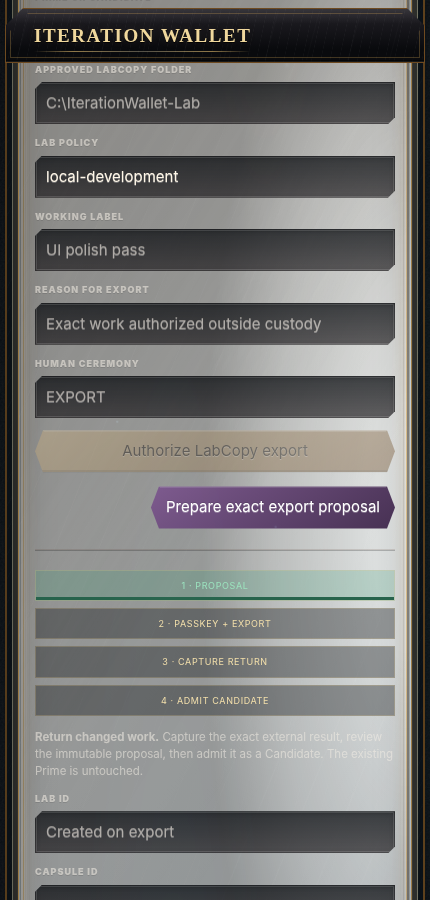 ITERATION WALLET
APPROVED LABCOPY FOLDER
C:\IterationWallet-Lab
LAB POLICY
local-development
WORKING LABEL
UI polish pass
REASON FOR EXPORT
Exact work authorized outside custody
HUMAN CEREMONY
EXPORT
Authorize LabCopy export
Prepare exact export proposal
1 · PROPOSAL
2 · PASSKEY + EXPORT
3 · CAPTURE RETURN
4 · ADMIT CANDIDATE
Return changed work. Capture the exact external result, review
the immutable proposal, then admit it as a Candidate. The existing
Prime is untouched.
LAB ID
Created on export
CAPSULE ID